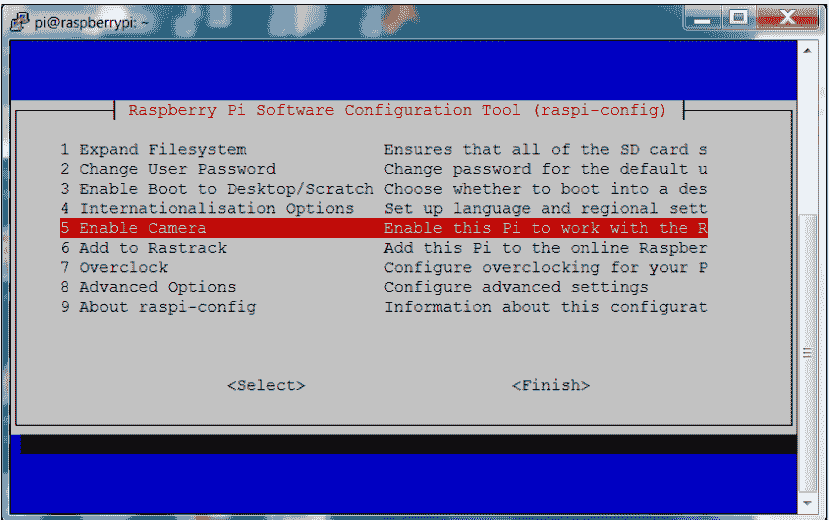 pi@raspberrypi: ~
Raspberry Pi Software Configuration Tool (raspi-config)
1 Expand Filesystem Ensures that all of the SD card s
2 Change User Password Change password for the default u
3 Enable Boot to Desktop/Scratch Choose whether to boot into a des
4 Internationalisation Options Set up language and regional sett
5 Enable Camera Enable this Pi to work with the R
6 Add to Rastrack Add this Pi to the online Raspber
7 Overclock Configure overclocking for your P
8 Advanced Options Configure advanced settings
9 About raspi-config Information about this configurat
<Select> <Finish>